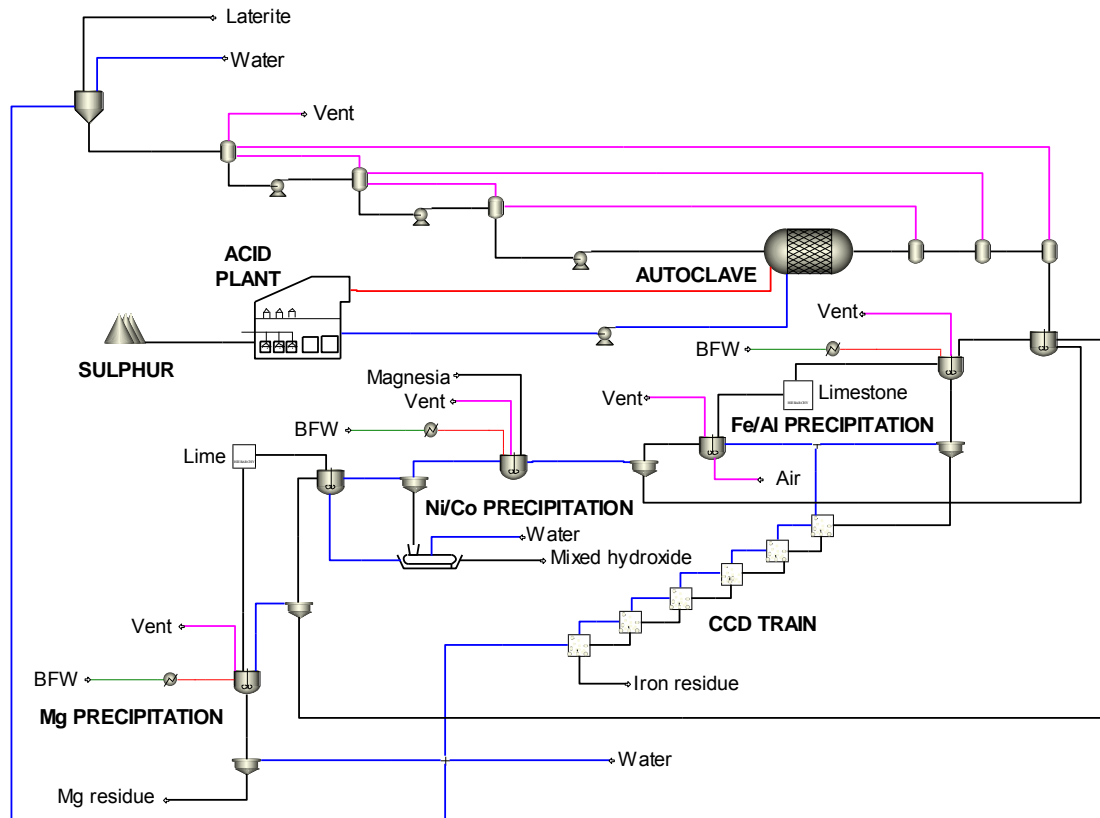 Laterite
Water
Vent
ACID
PLANT
AUTOCLAVE
SULPHUR
Vent
BFW
Magnesia
Vent
BFW
Limestone
Vent
Fe/Al PRECIPITATION
Lime
Air
Ni/Co PRECIPITATION
Water
Mixed hydroxide
CCD TRAIN
Vent
BFW
Iron residue
Mg PRECIPITATION
Water
Mg residue